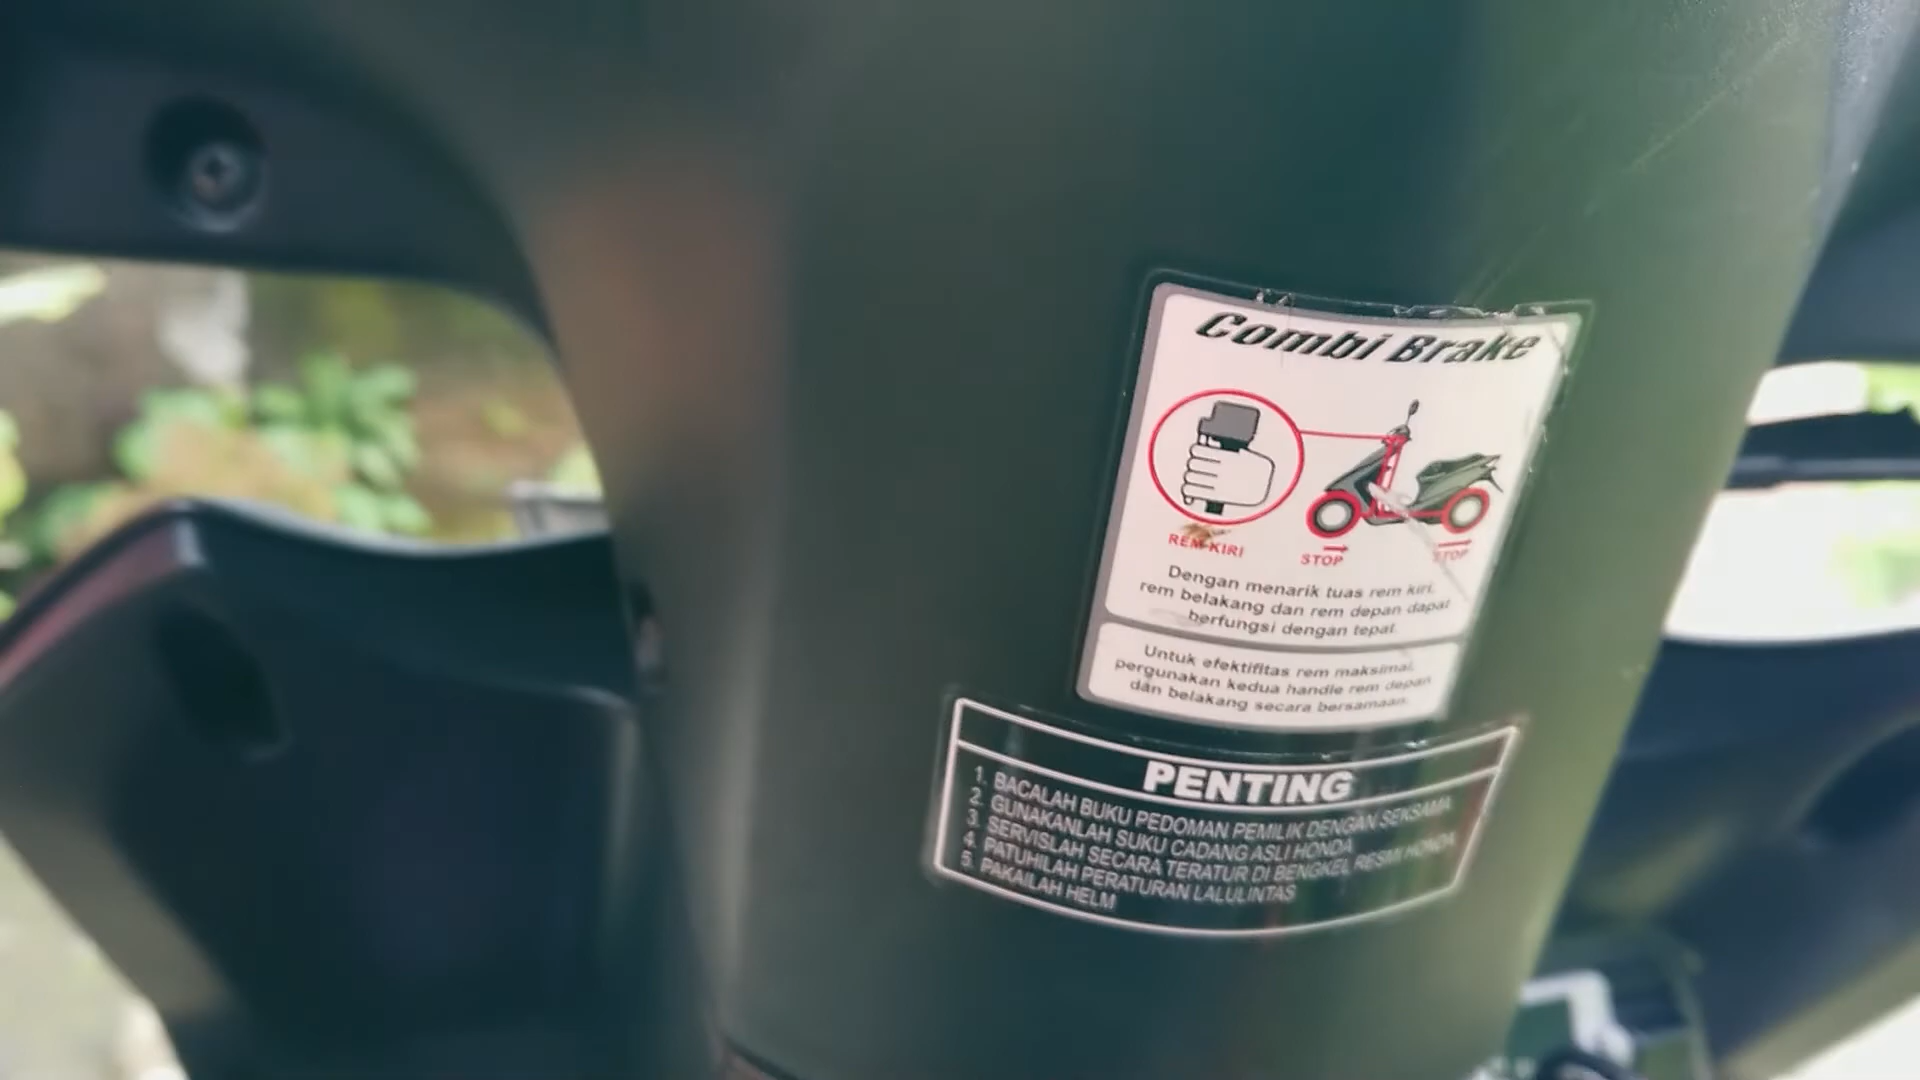 Combi Brake
REM KIRI
STOP
STOP
Dengan menarik tuas rem kiri,
rem belakang dan rem depan dapat
berfungsi dengan tepat.
Untuk efektifitas rem maksimal,
pergunakan kedua handle rem depan
dan belakang secara bersamaan.
PENTING
1. BACALAH BUKU PEDOMAN PEMILIK DENGAN SEKSAMA
2. GUNAKANLAH SUKU CADANG ASLI HONDA
3. SERVISLAH SECARA TERATUR DI BENGKEL RESMI HONDA
4. PATUHILAH PERATURAN LALULINTAS
5. PAKAILAH HELM